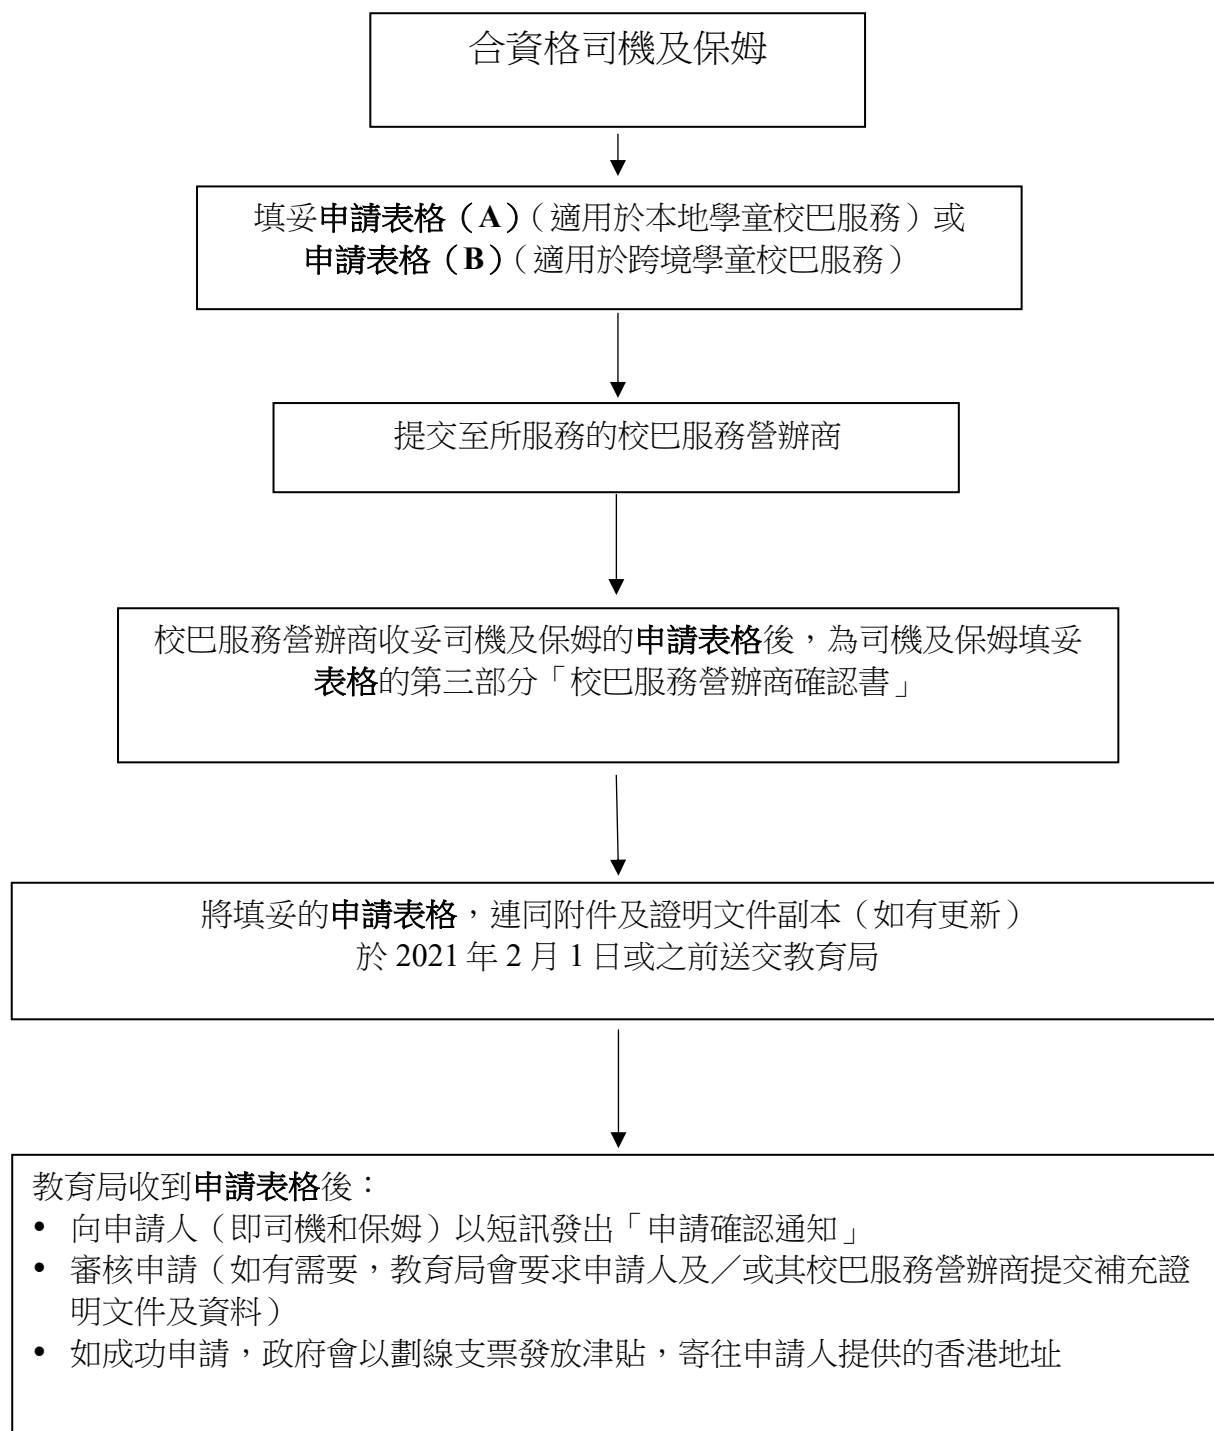 合資格司機及保姆
填妥申請表格（A）（適用於本地學童校巴服務）或
申請表格（B）（適用於跨境學童校巴服務）
提交至所服務的校巴服務營辦商
校巴服務營辦商收妥司機及保姆的申請表格後，為司機及保姆填妥
表格的第三部分「校巴服務營辦商確認書」
將填妥的申請表格，連同附件及證明文件副本（如有更新）
於 2021 年 2 月 1 日或之前送交教育局
教育局收到申請表格後：
• 向申請人（即司機和保姆）以短訊發出「申請確認通知」
• 審核申請（如有需要，教育局會要求申請人及／或其校巴服務營辦商提交補充證
明文件及資料）
• 如成功申請，政府會以劃線支票發放津貼，寄往申請人提供的香港地址